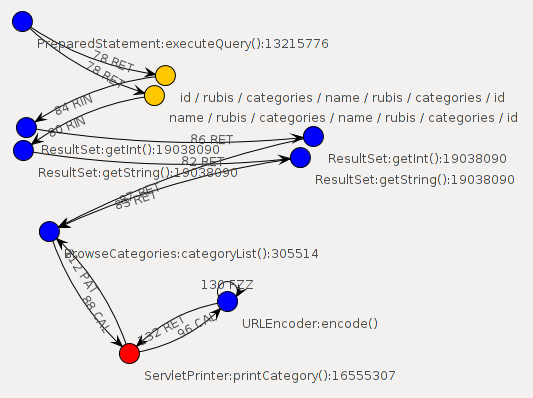 PreparedStatement:executeQuery():13215776
78 RET
78 RET
id / rubis / categories / name / rubis / categories / id
84 RIN
name / rubis / categories / name / rubis / categories / id
80 RIN
86 RET
ResultSet:getInt():19038090
ResultSet:getInt():19038090
82 RET
ResultSet:getString():19038090
ResultSet:getString():19038090
87 RET
83 RET
BrowseCategories:categoryList():305514
212 PAT
88 CAL
130 FZZ
URLEncoder:encode()
132 RET
96 CAL
ServletPrinter:printCategory():16555307